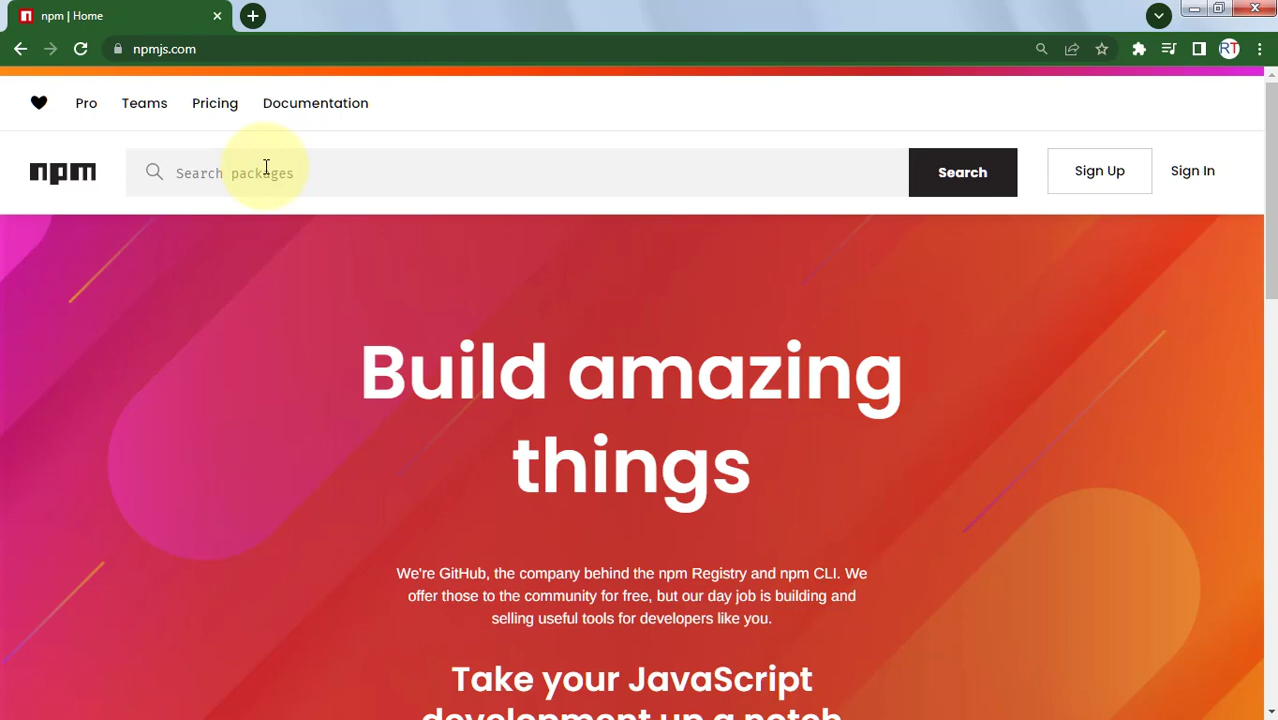 npm | Home
npmjs.com
RT
Pro Teams Pricing Documentation
npm Search packages Search Sign Up Sign In
Build amazing
things
We're GitHub, the company behind the npm Registry and npm CLI. We
offer those to the community for free, but our day job is building and
selling useful tools for developers like you.
Take your JavaScript
development up a notch